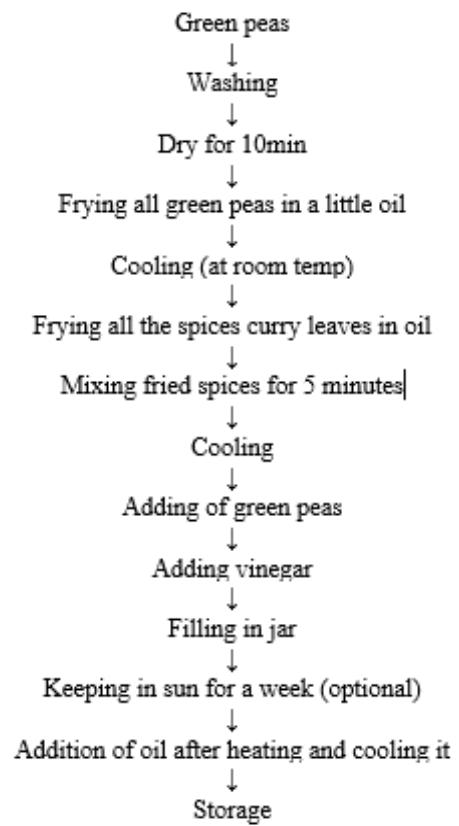 Green peas
↓
Washing
↓
Dry for 10min
↓
Frying all green peas in a little oil
↓
Cooling (at room temp)
↓
Frying all the spices curry leaves in oil
↓
Mixing fried spices for 5 minutes
↓
Cooling
↓
Adding of green peas
↓
Adding vinegar
↓
Filling in jar
↓
Keeping in sun for a week (optional)
↓
Addition of oil after heating and cooling it
↓
Storage